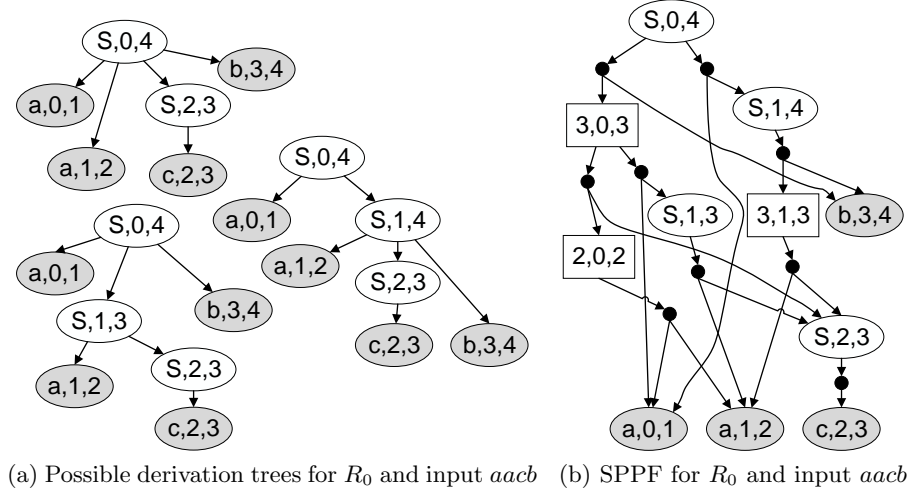 S,0,4
b,3,4
a,0,1
S,2,3
a,1,2
c,2,3
S,0,4
a,0,1
S,1,4
a,1,2
S,2,3
c,2,3
b,3,4
S,0,4
a,0,1
b,3,4
S,1,3
a,1,2
S,2,3
c,2,3
(a) Possible derivation trees for R0 and input aacb
S,0,4
3,0,3
S,1,4
S,1,3
3,1,3
b,3,4
2,0,2
S,2,3
a,0,1
a,1,2
c,2,3
(b) SPPF for R0 and input aacb